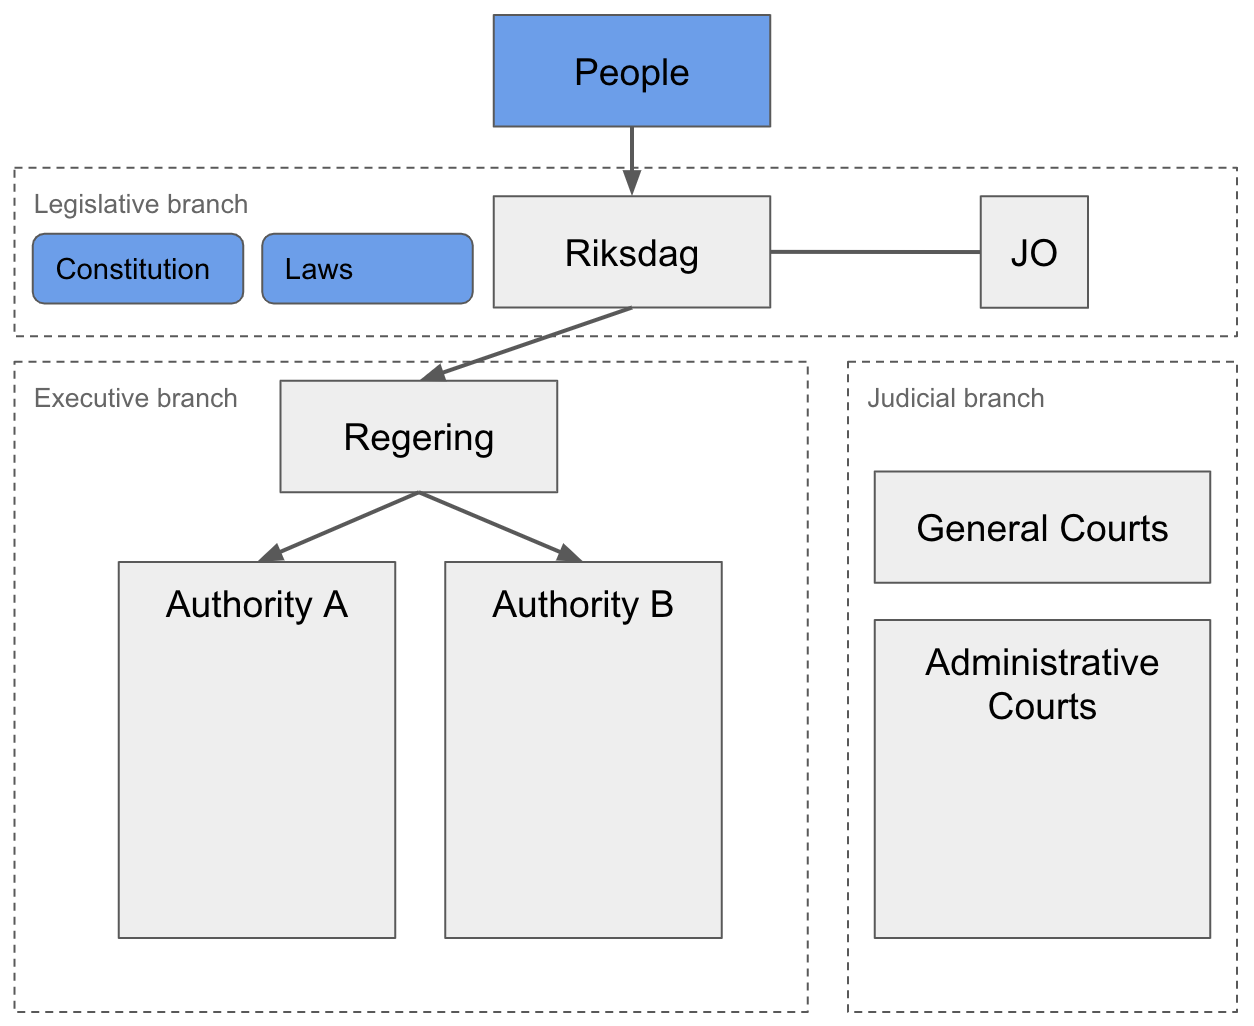 People
Legislative branch
Constitution
Laws
Riksdag
JO
Executive branch
Regering
Authority A
Authority B
Judicial branch
General Courts
Administrative
Courts